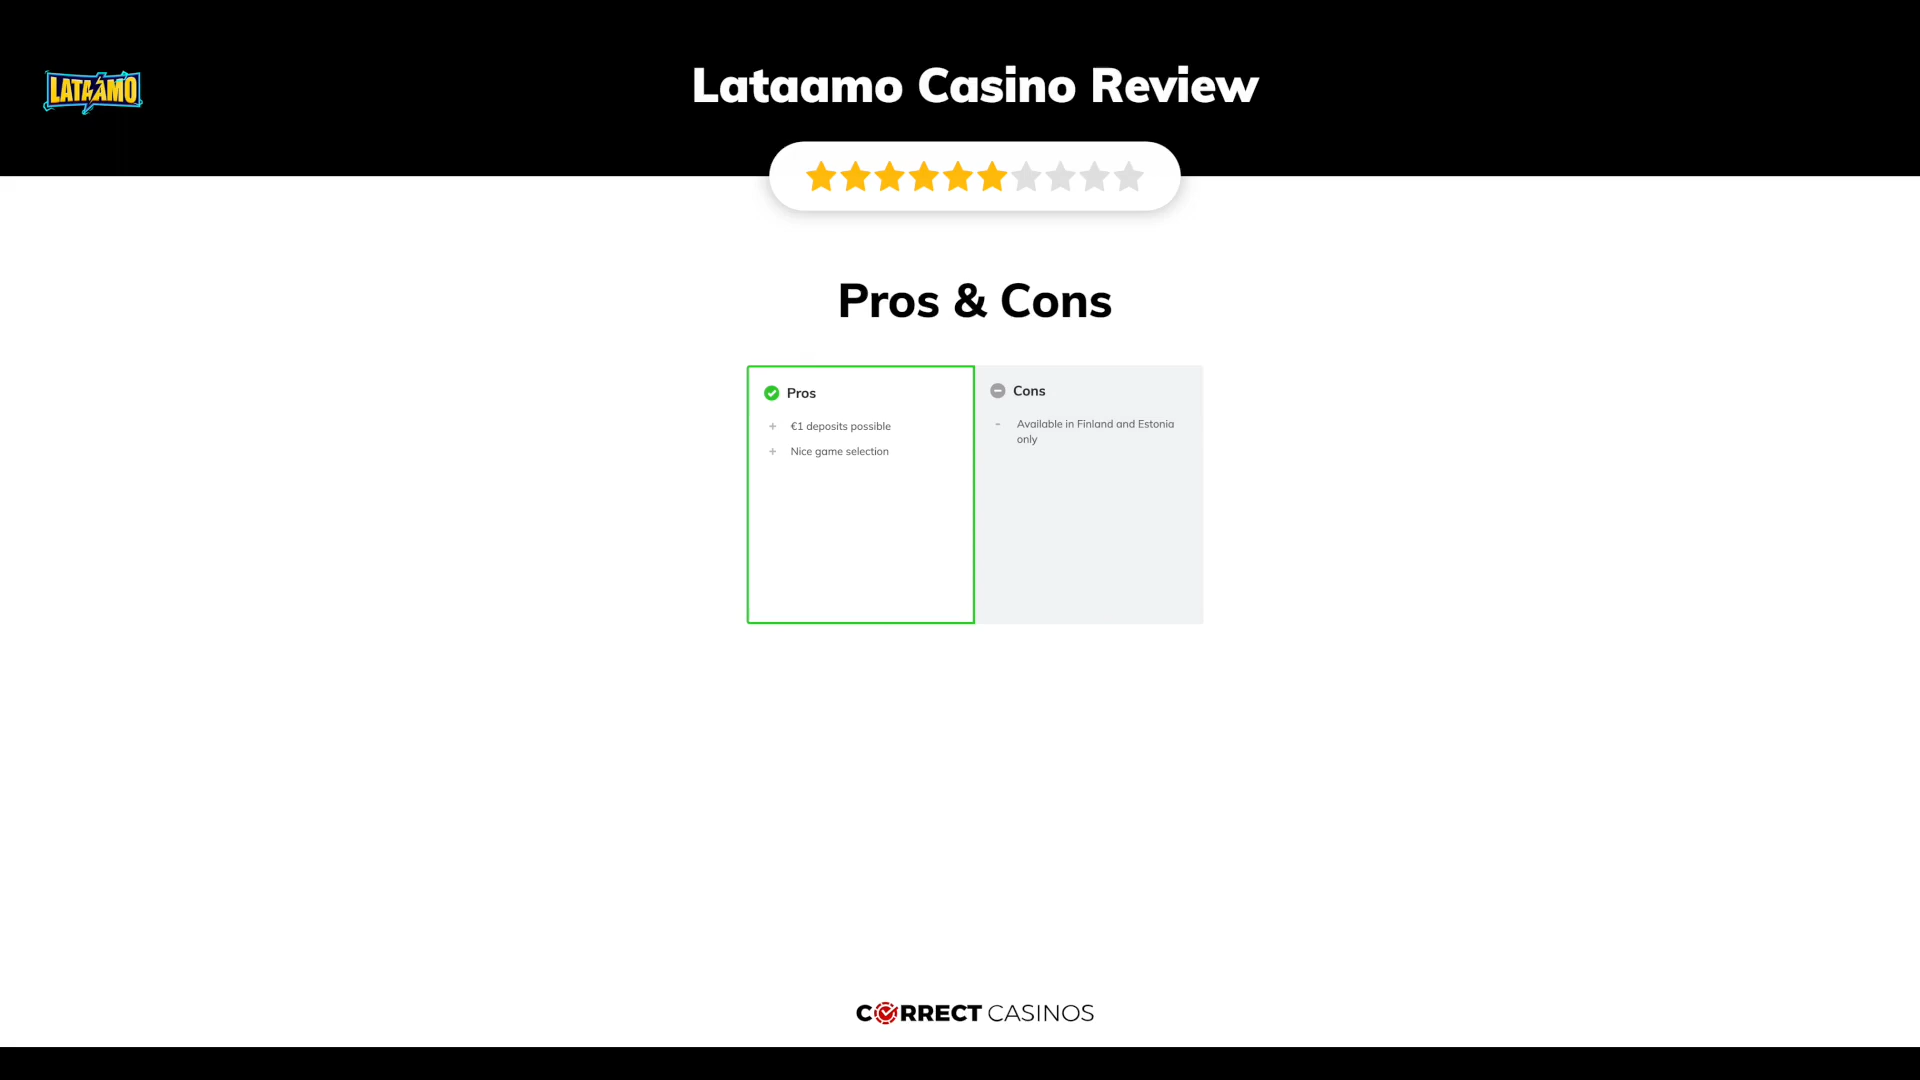 LATAAMO
Lataamo Casino Review
Pros & Cons
Pros
+ €1 deposits possible
+ Nice game selection
Cons
- Available in Finland and Estonia
only
CORRECT CASINOS